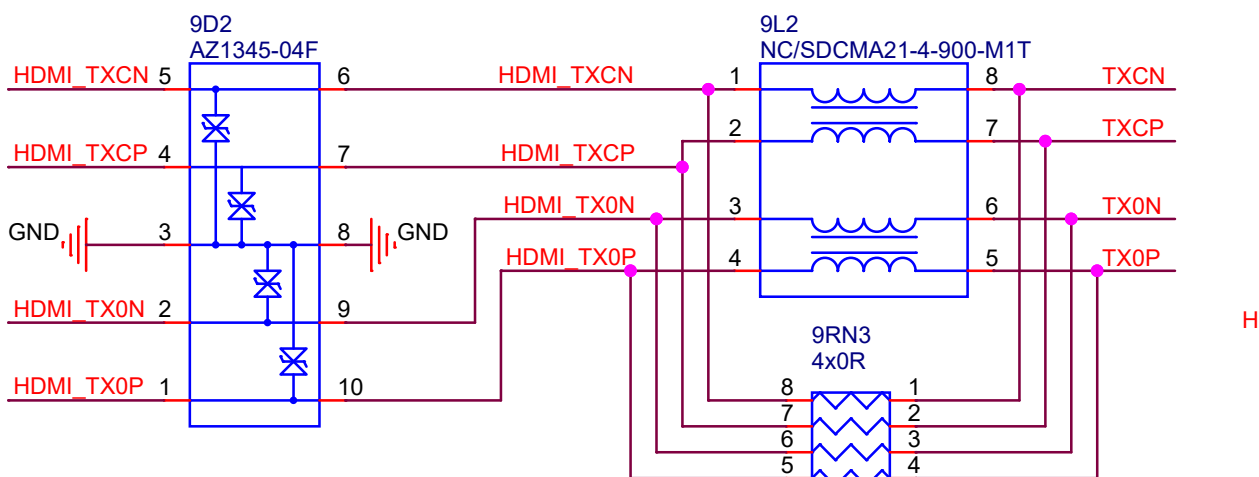 9D2
AZ1345-04F
9L2
NC/SDCMA21-4-900-M1T
HDMI_TXCN 5 6 HDMI_TXCN 1 8 TXCN
2 7 TXCP
HDMI_TXCP 4 7 HDMI_TXCP
HDMI_TX0N 3 6 TX0N
GND 3 8 GND
HDMI_TX0P 4 5 TX0P
HDMI_TX0N 2 9
H
9RN3
4x0R
HDMI_TX0P 1 10
8 1
7 2
6 3
5 4